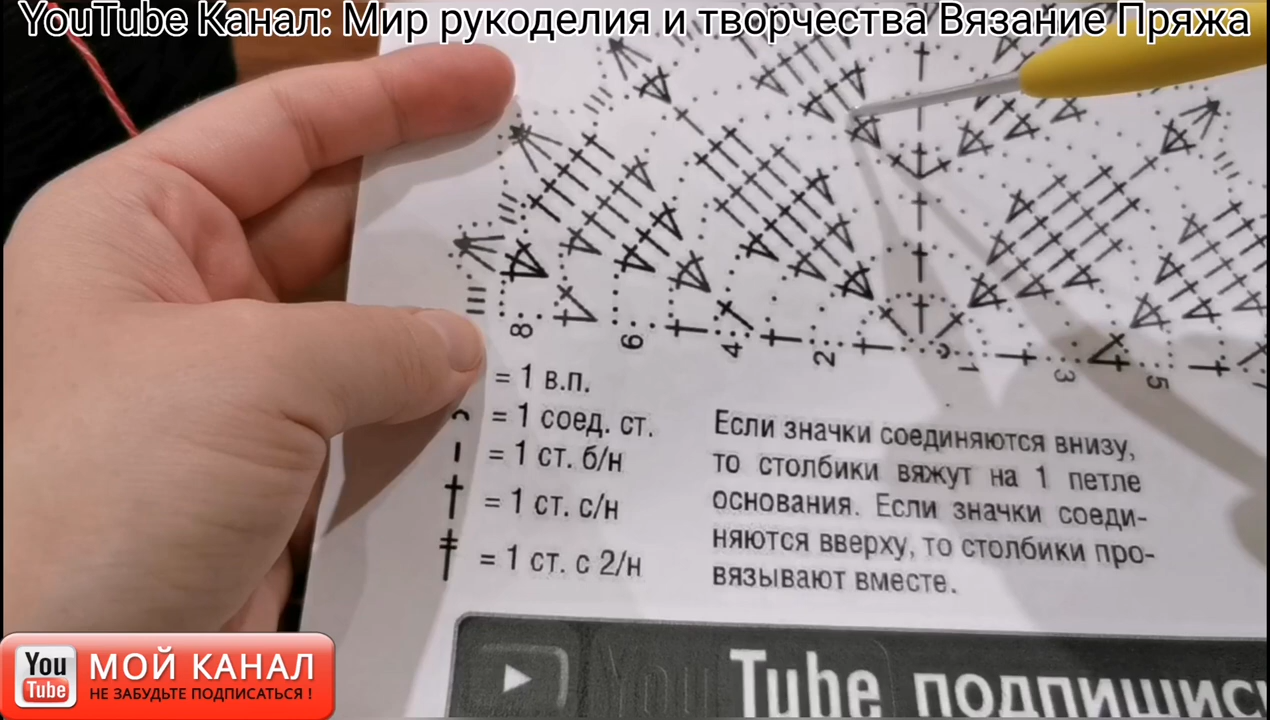 YouTube Канал: Мир рукоделия и творчества Вязание Пряжа
8 6 4 2 1 3 5
= 1 в.п.
= 1 соед. ст.
= 1 ст. б/н
= 1 ст. с/н
= 1 ст. с 2/н
Если значки соединяются внизу,
то столбики вяжут на 1 петле
основания. Если значки соеди-
няются вверху, то столбики про-
вязывают вместе.
You
Tube
МОЙ КАНАЛ
НЕ ЗАБУДЬТЕ ПОДПИСАТЬСЯ !
YouTube